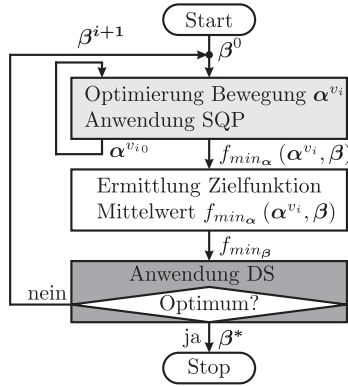 Start
β^{i+1}
β^0
Optimierung Bewegung α^{v_i}
Anwendung SQP
α^{v_{i0}}
f_{min_α} (α^{v_i}, β)
Ermittlung Zielfunktion
Mittelwert f_{min_α} (α^{v_i}, β)
f_{min_β}
Anwendung DS
nein
Optimum?
ja β*
Stop